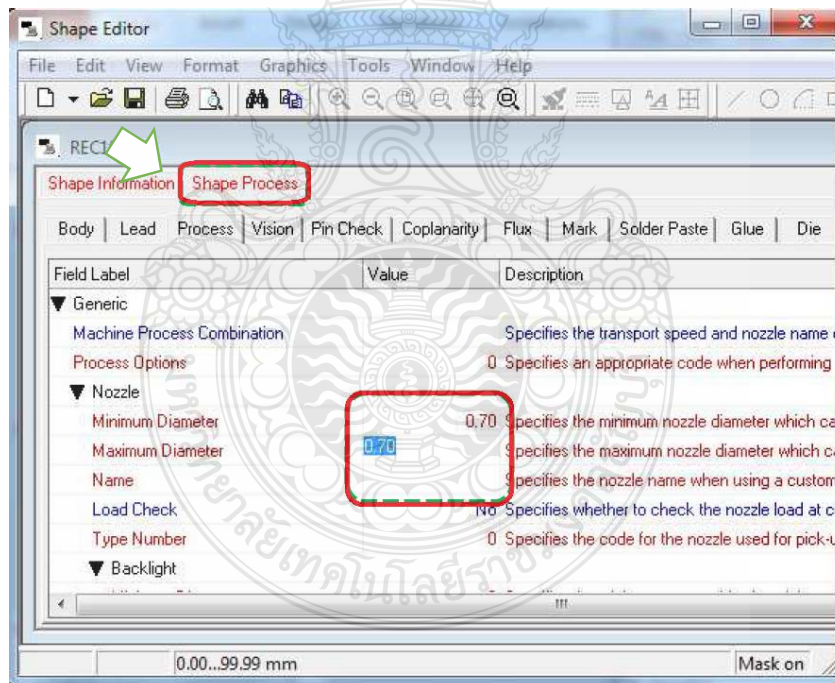 Shape Editor
File Edit View Format Graphics Tools Window Help
REC1
Shape Information Shape Process
Body Lead Process Vision Pin Check Coplanarity Flux Mark Solder Paste Glue Die
Field Label Value Description
Generic
Machine Process Combination Specifies the transport speed and nozzle name
Process Options 0 Specifies an appropriate code when performing
Nozzle
Minimum Diameter 0.70 Specifies the minimum nozzle diameter which ca
Maximum Diameter 0.70 Specifies the maximum nozzle diameter which ca
Name Specifies the nozzle name when using a custom
Load Check No Specifies whether to check the nozzle load at c
Type Number 0 Specifies the code for the nozzle used for pick-u
Backlight
0.00...99.99 mm Mask on